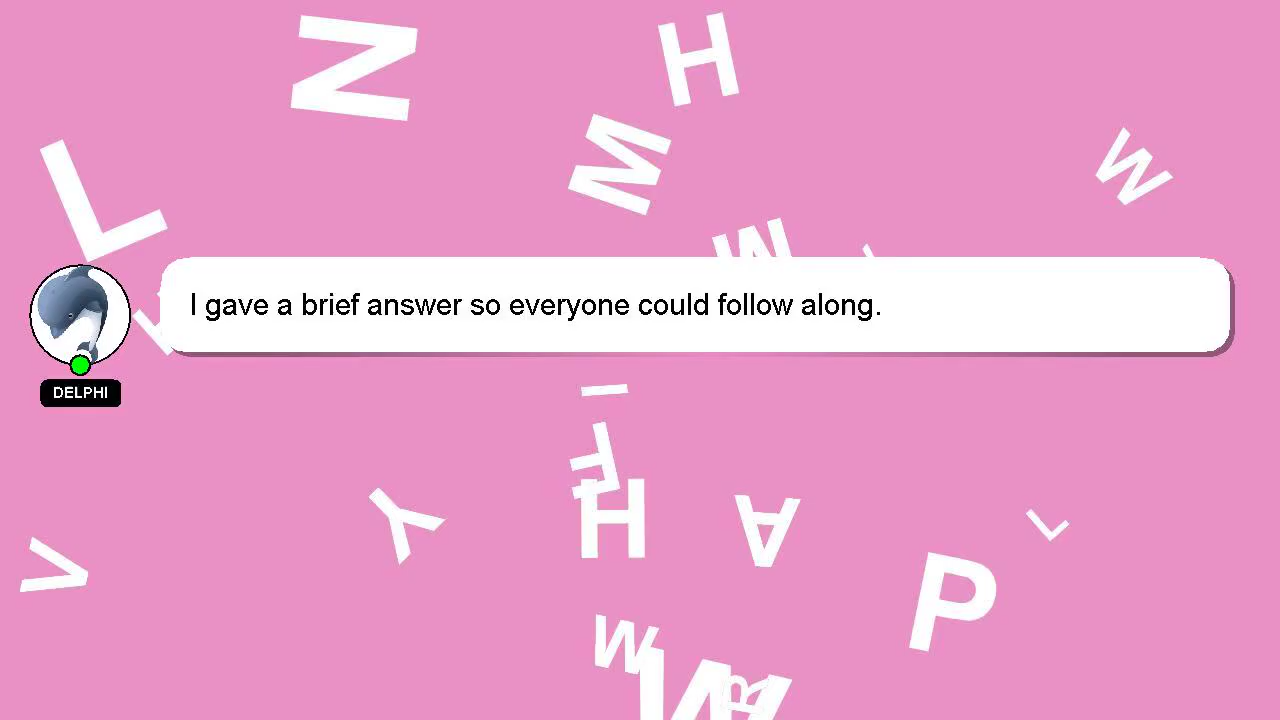 Z
H
M
L
W
W
I gave a brief answer so everyone could follow along.
DELPHI
I
F
H
Y
A
L
V
P
W
W
R